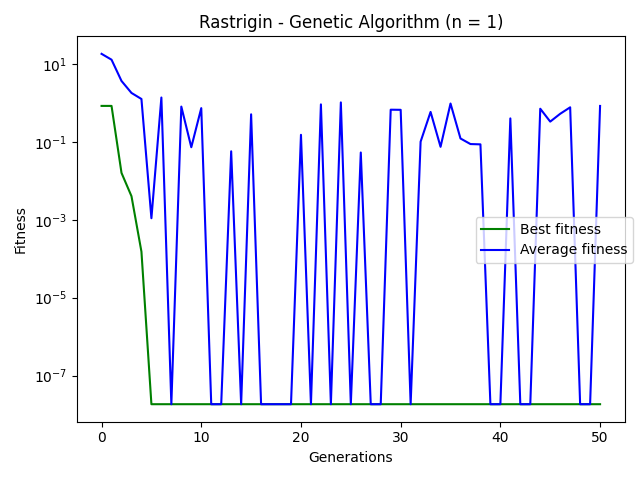 Rastrigin - Genetic Algorithm (n = 1)
Fitness
10^1
10^-1
10^-3
10^-5
10^-7
Best fitness
Average fitness
0 10 20 30 40 50
Generations